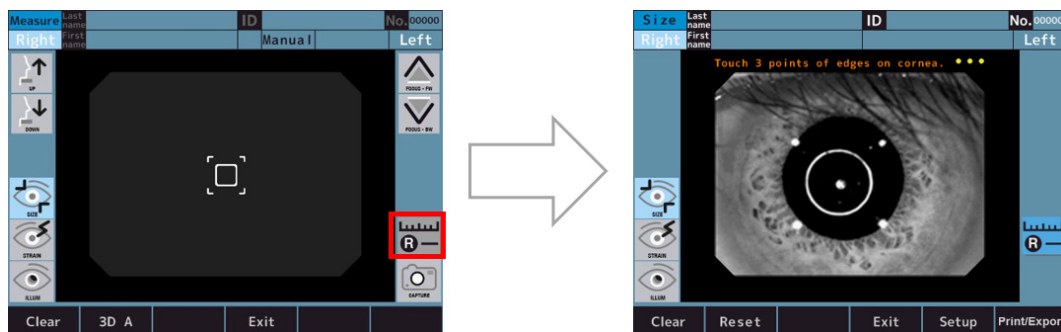 Measure Last name ID No. 00000
Right First name Manual Left
UP
FOCUS - FW
DOWN
FOCUS - BW
SIZE
R
STRAIN
ILLUM
CAPTURE
Clear 3D A Exit
Size Last name ID No. 00000
Right First name Left
Touch 3 points of edges on cornea.
SIZE
R
STRAIN
ILLUM
Clear Reset Exit Setup Print/Expor